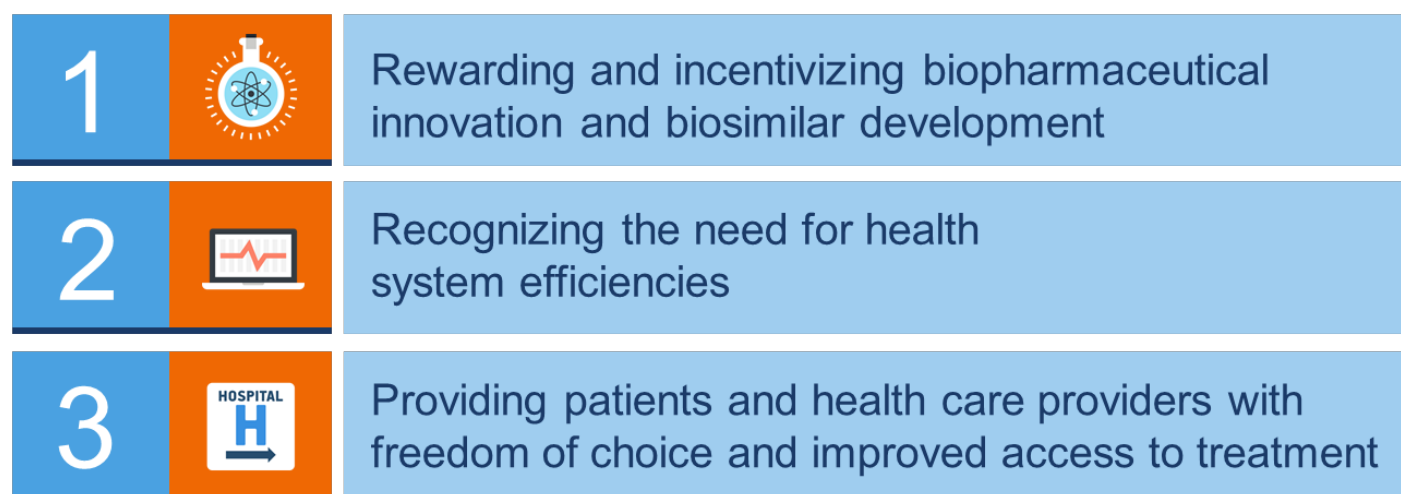 1
Rewarding and incentivizing biopharmaceutical
innovation and biosimilar development
2
Recognizing the need for health
system efficiencies
3
HOSPITAL
H
Providing patients and health care providers with
freedom of choice and improved access to treatment